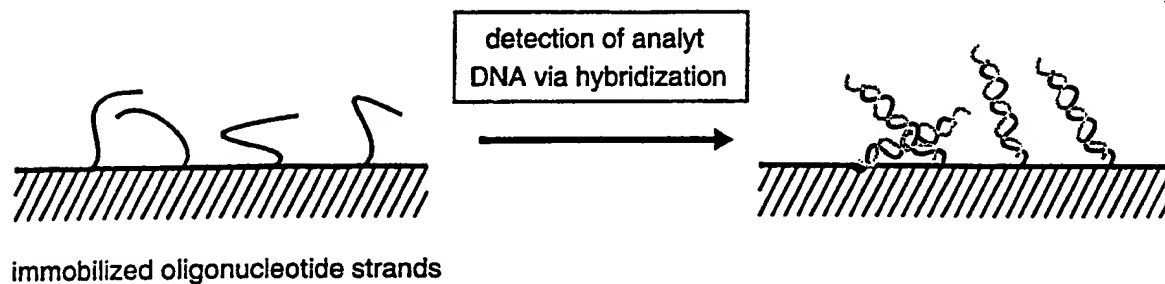 detection of analyt
DNA via hybridization
immobilized oligonucleotide strands